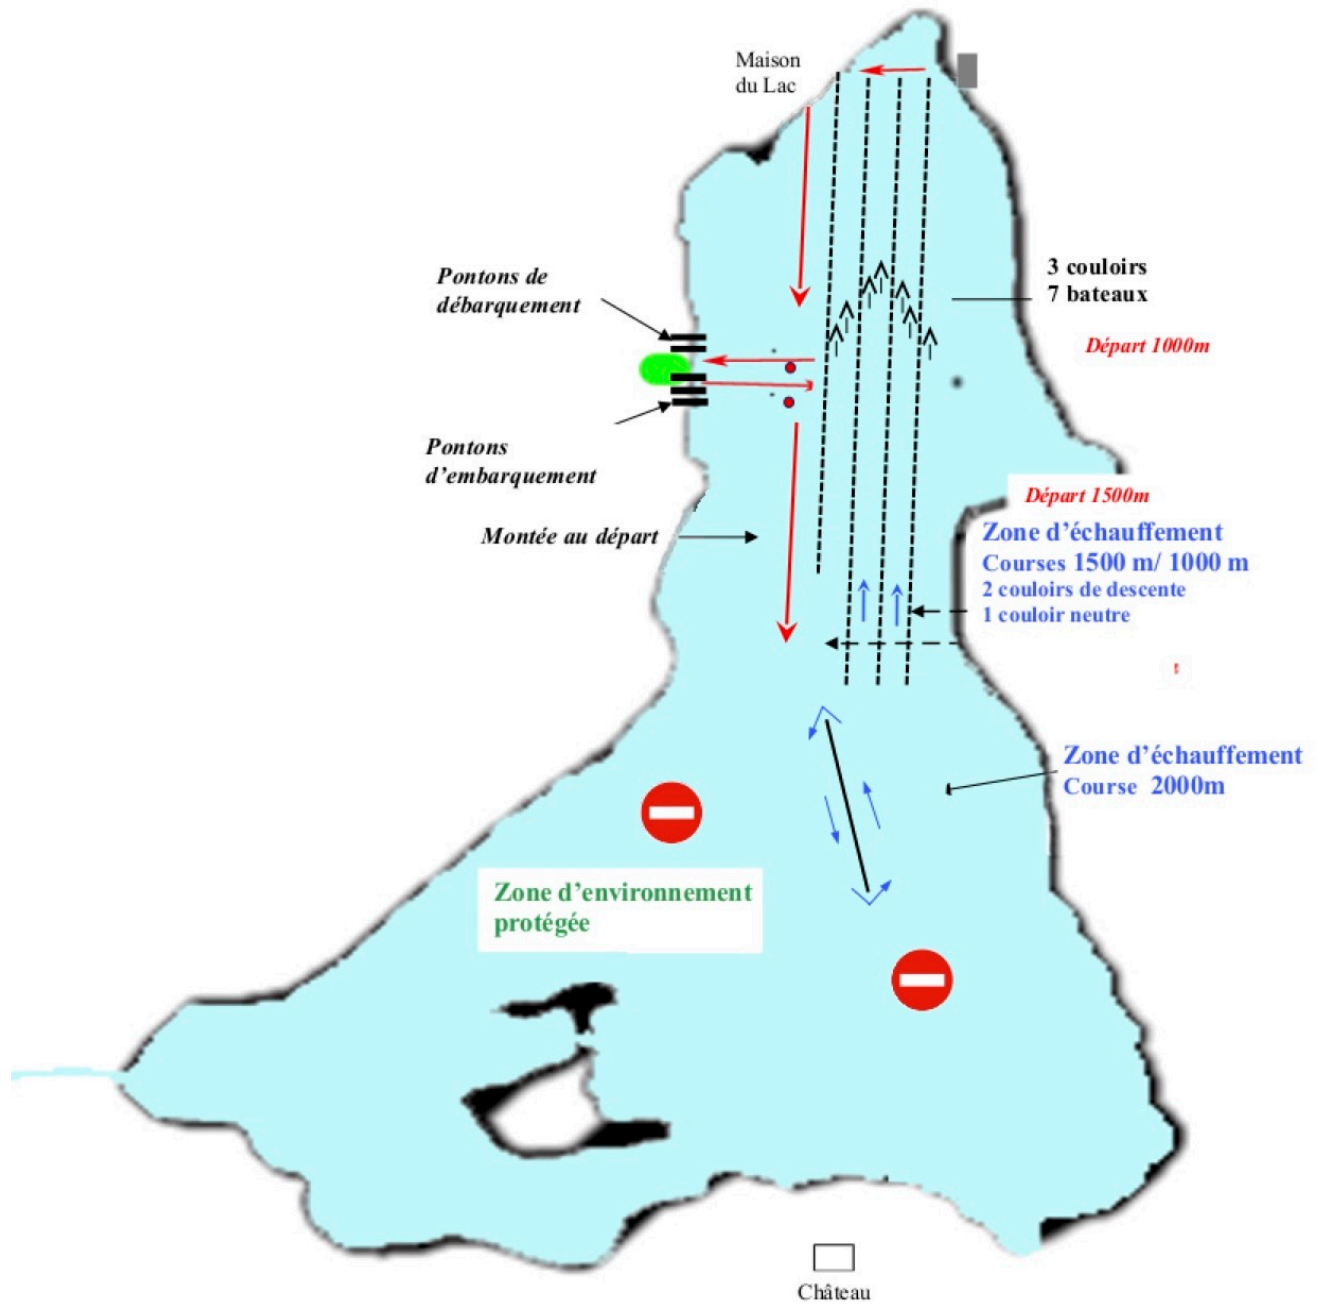 Maison
du Lac
Pontons de
débarquement
3 couloirs
7 bateaux
Départ 1000m
Pontons
d'embarquement
Départ 1500m
Montée au départ
Zone d'échauffement
Courses 1500 m/ 1000 m
2 couloirs de descente
1 couloir neutre
Zone d'échauffement
Course 2000m
Zone d'environnement
protégée
Château